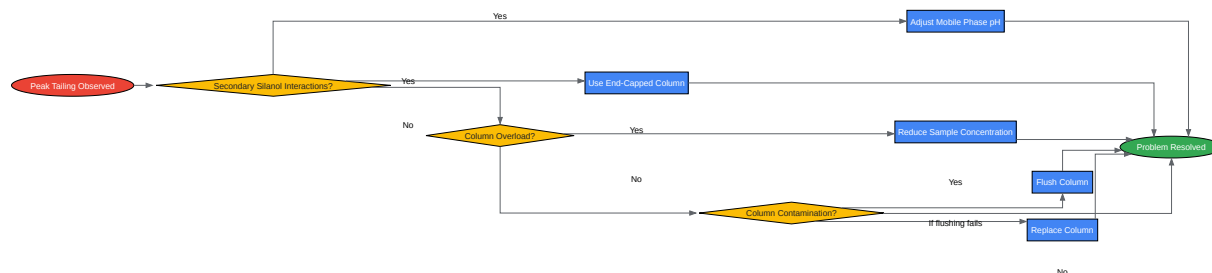 Yes
Adjust Mobile Phase pH
Peak Tailing Observed
Secondary Silanol Interactions?
Yes
Use End-Capped Column
No
Column Overload?
Yes
Reduce Sample Concentration
Problem Resolved
No
Yes
Flush Column
Column Contamination?
If flushing fails
Replace Column
No